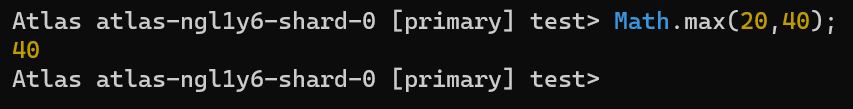 Atlas atlas-ngl1y6-shard-0 [primary] test> Math.max(20,40);
40
Atlas atlas-ngl1y6-shard-0 [primary] test>